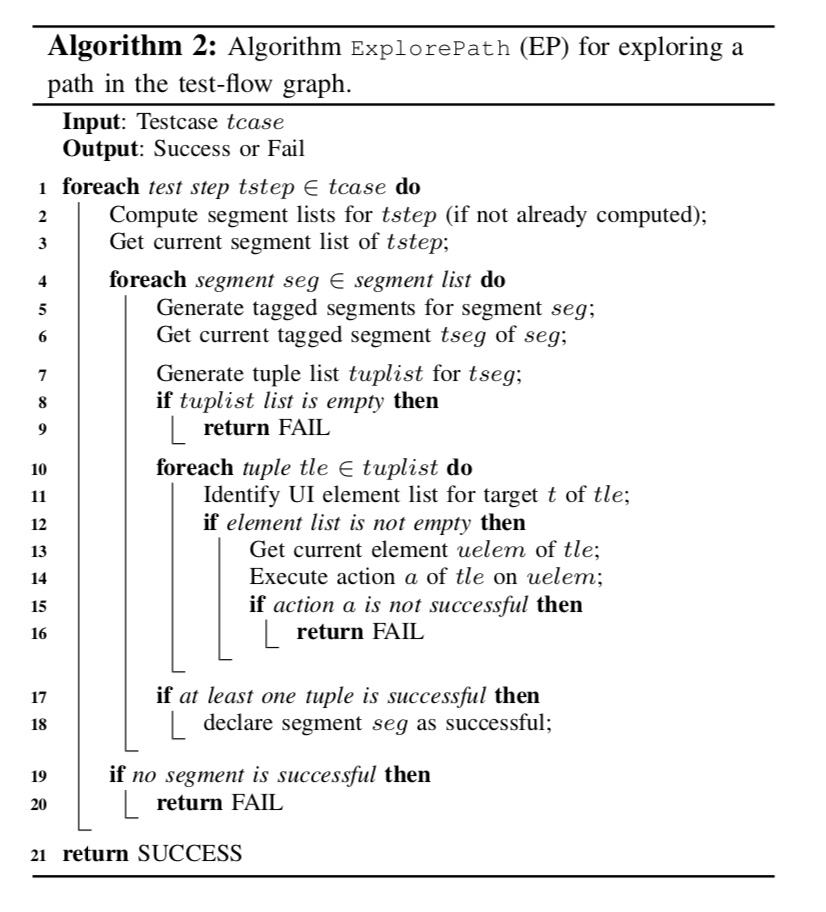 Algorithm 2: Algorithm ExplorePath (EP) for exploring a
path in the test-flow graph.
Input: Testcase tcase
Output: Success or Fail
1 foreach test step tstep ∈ tcase do
2 Compute segment lists for tstep (if not already computed);
3 Get current segment list of tstep;
4 foreach segment seg ∈ segment list do
5 Generate tagged segments for segment seg;
6 Get current tagged segment tseg of seg;
7 Generate tuple list tuplist for tseg;
8 if tuplist list is empty then
9 return FAIL
10 foreach tuple tle ∈ tuplist do
11 Identify UI element list for target t of tle;
12 if element list is not empty then
13 Get current element uelem of tle;
14 Execute action a of tle on uelem;
15 if action a is not successful then
16 return FAIL
17 if at least one tuple is successful then
18 declare segment seg as successful;
19 if no segment is successful then
20 return FAIL
21 return SUCCESS